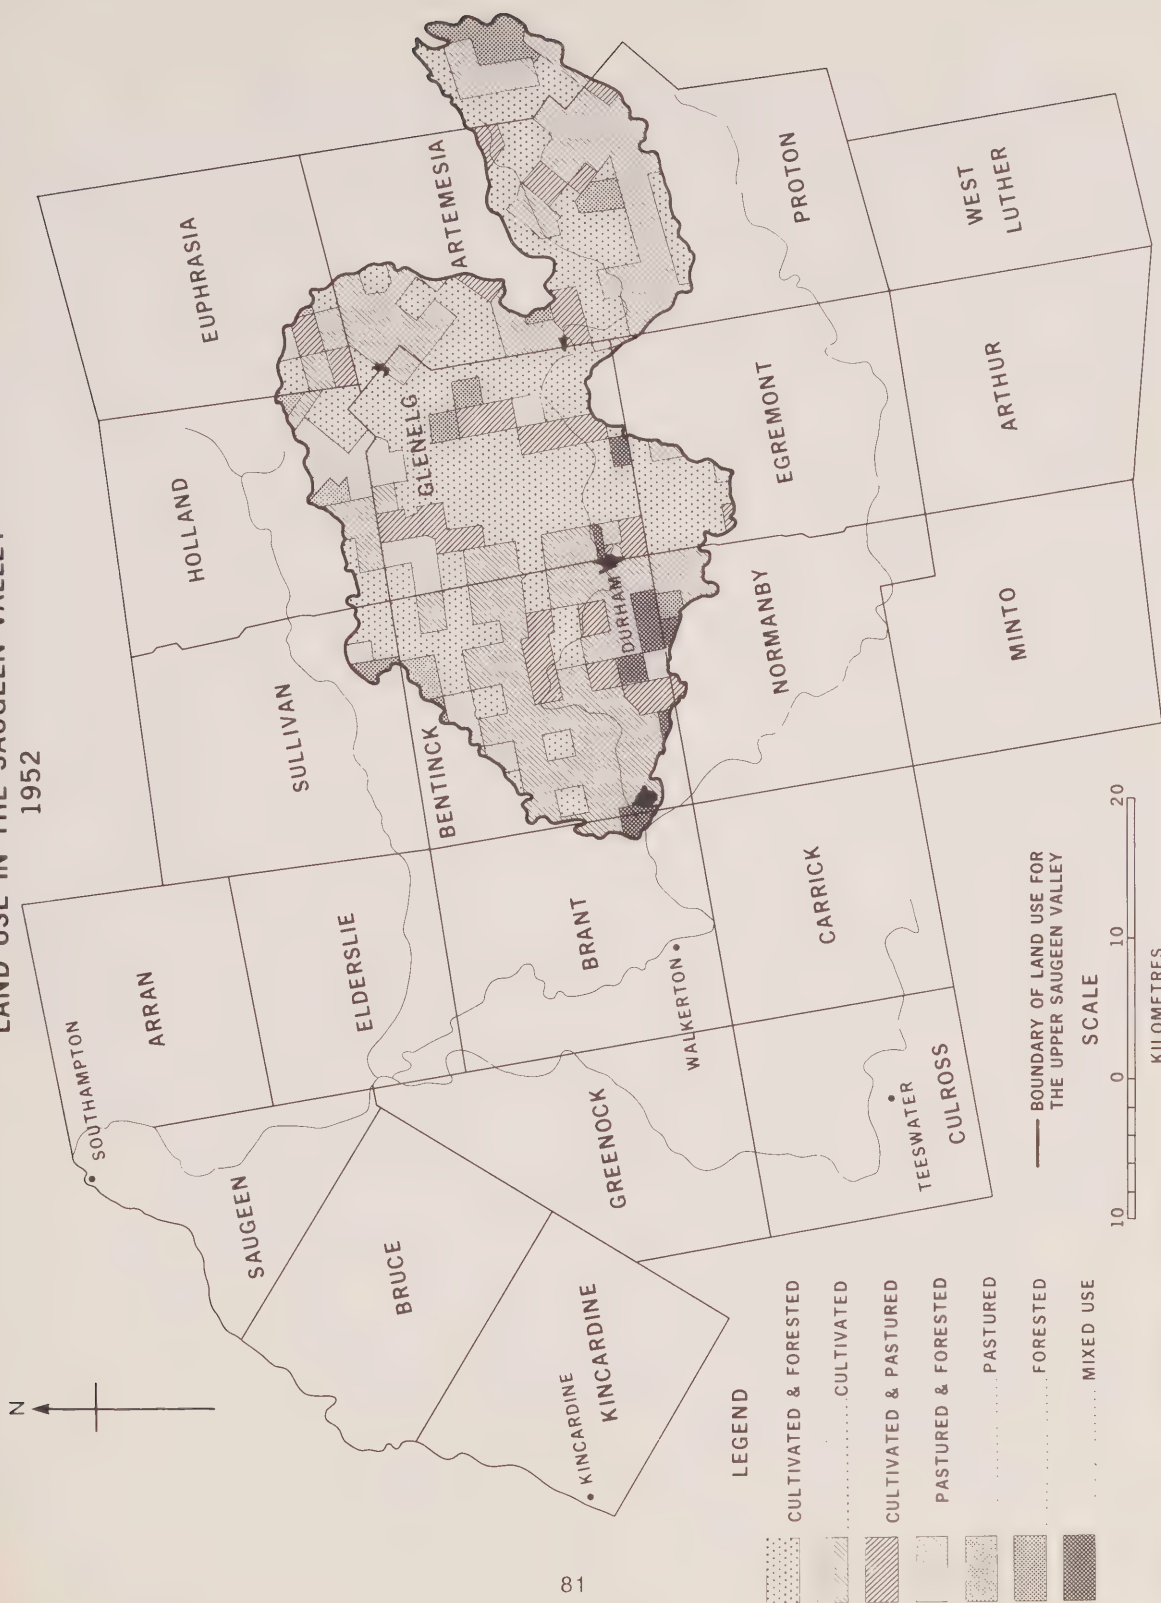 LAND USE IN THE SAUGEEN VALLEY
1952
N
SOUTHAMPTON
ARRAN
SAUGEEN
ELDERSLIE
BRUCE
KINCARDINE
KINCARDINE
GREENOCK
BRANT
WALKERTON
CARRICK
TEESWATER
CULROSS
SULLIVAN
BENTINCK
HOLLAND
EUPHRASIA
ARTEMESIA
GLENELG
DURHAM
NORMANBY
EGREMONT
PROTON
MINTO
ARTHUR
WEST
LUTHER
LEGEND
CULTIVATED & FORESTED
CULTIVATED
CULTIVATED & PASTURED
PASTURED & FORESTED
PASTURED
FORESTED
MIXED USE
BOUNDARY OF LAND USE FOR
THE UPPER SAUGEEN VALLEY
SCALE
10 0 10 20
KILOMETRES
81